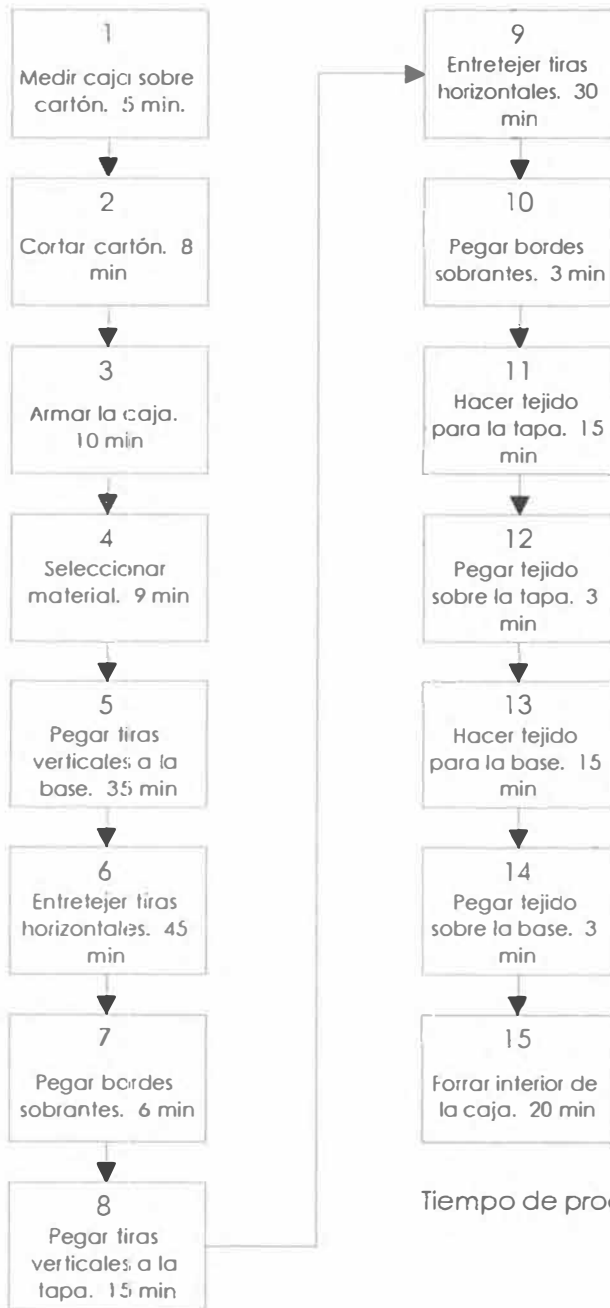 1
Medir caja sobre
cartón. 5 min.
2
Cortar cartón. 8
min
3
Armar la caja.
10 min
4
Seleccionar
material. 9 min
5
Pegar tiras
verticales a la
base. 35 min
6
Entretejer tiras
horizontales. 45
min
7
Pegar bordes
sobrantes. 6 min
8
Pegar tiras
verticales a la
tapa. 15 min
9
Entretejer tiras
horizontales. 30
min
10
Pegar bordes
sobrantes. 3 min
11
Hacer tejido
para la tapa. 15
min
12
Pegar tejido
sobre la tapa. 3
min
13
Hacer tejido
para la base. 15
min
14
Pegar tejido
sobre la base. 3
min
15
Forrar interior de
la caja. 20 min
Tiempo de